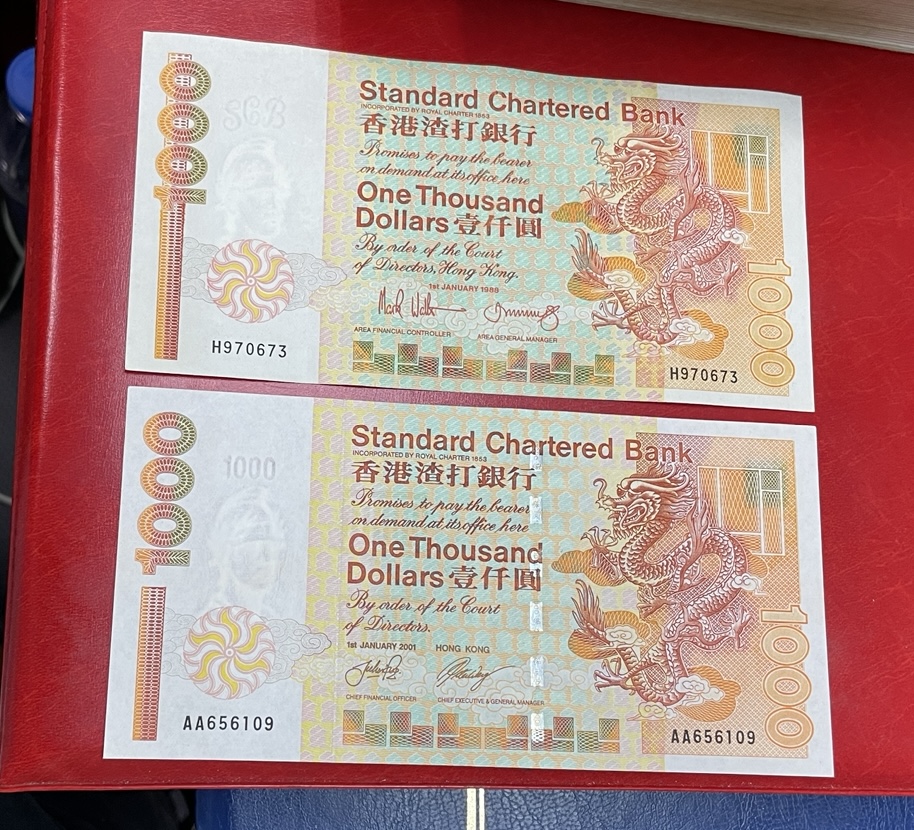 1000
SCB
Standard Chartered Bank
INCORPORATED BY ROYAL CHARTER 1853
香港渣打銀行
Promises to pay the bearer
on demand at its office here
One Thousand
Dollars 壹仟圓
By order of the Court
of Directors, Hong Kong.
1st JANUARY 1988
AREA FINANCIAL CONTROLLER AREA GENERAL MANAGER
1000
H970673
H970673
1000
1000
Standard Chartered Bank
INCORPORATED BY ROYAL CHARTER 1853
香港渣打銀行
Promises to pay the bearer
on demand at its office here
One Thousand
Dollars 壹仟圓
By order of the Court
of Directors.
1st JANUARY 2001 HONG KONG
CHIEF FINANCIAL OFFICER CHIEF EXECUTIVE & GENERAL MANAGER
1000
AA656109
AA656109